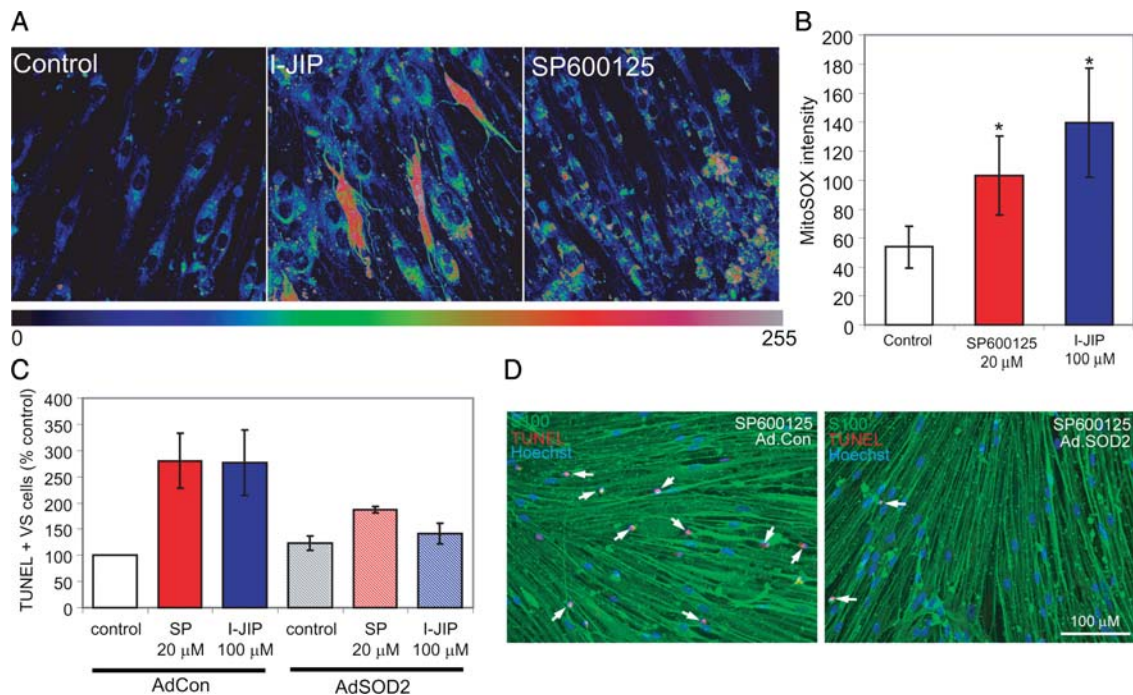 A
Control
I-JIP
SP600125
0
255
B
MitoSOX intensity
200
180
160
140
120
100
80
60
40
20
0
*
*
Control
SP600125
20 µM
I-JIP
100 µM
C
TUNEL + VS cells (% control)
400
350
300
250
200
150
100
50
0
control
SP
20 µM
I-JIP
100 µM
control
SP
20 µM
I-JIP
100 µM
AdCon
AdSOD2
D
S100
TUNEL
Hoechst
SP600125
Ad.Con
S100
TUNEL
Hoechst
SP600125
Ad.SOD2
100 µM